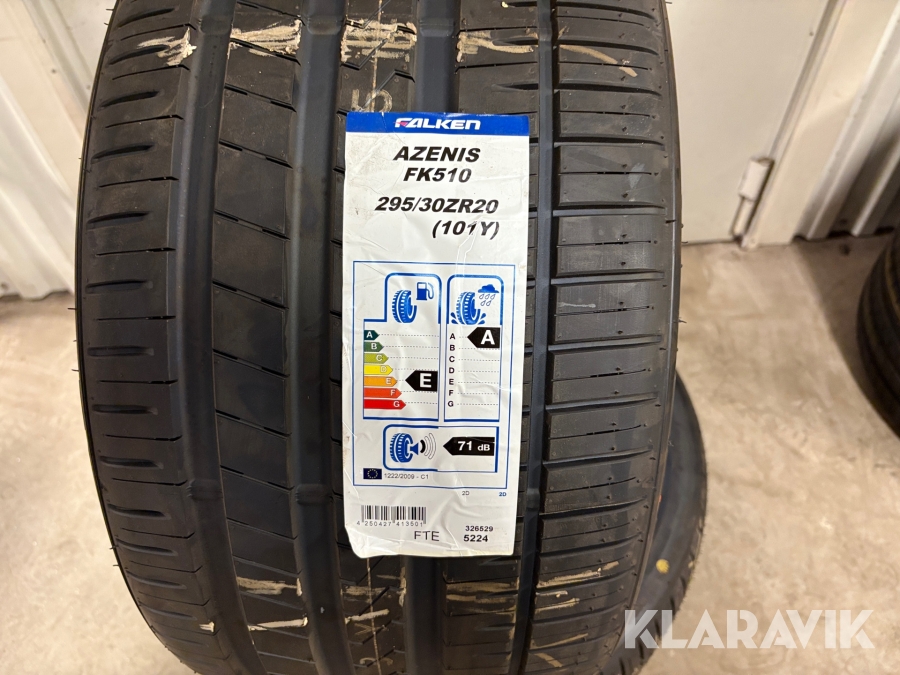 FALKEN
AZENIS
FK510
295/30ZR20
(101Y)
A
B
C
D
E
F
G
E
A
B
C
D
E
F
G
A
71 dB
1222/2009 - C1
2D
2D
4 250427 413501
326529
FTE
5224
KLARAVIK